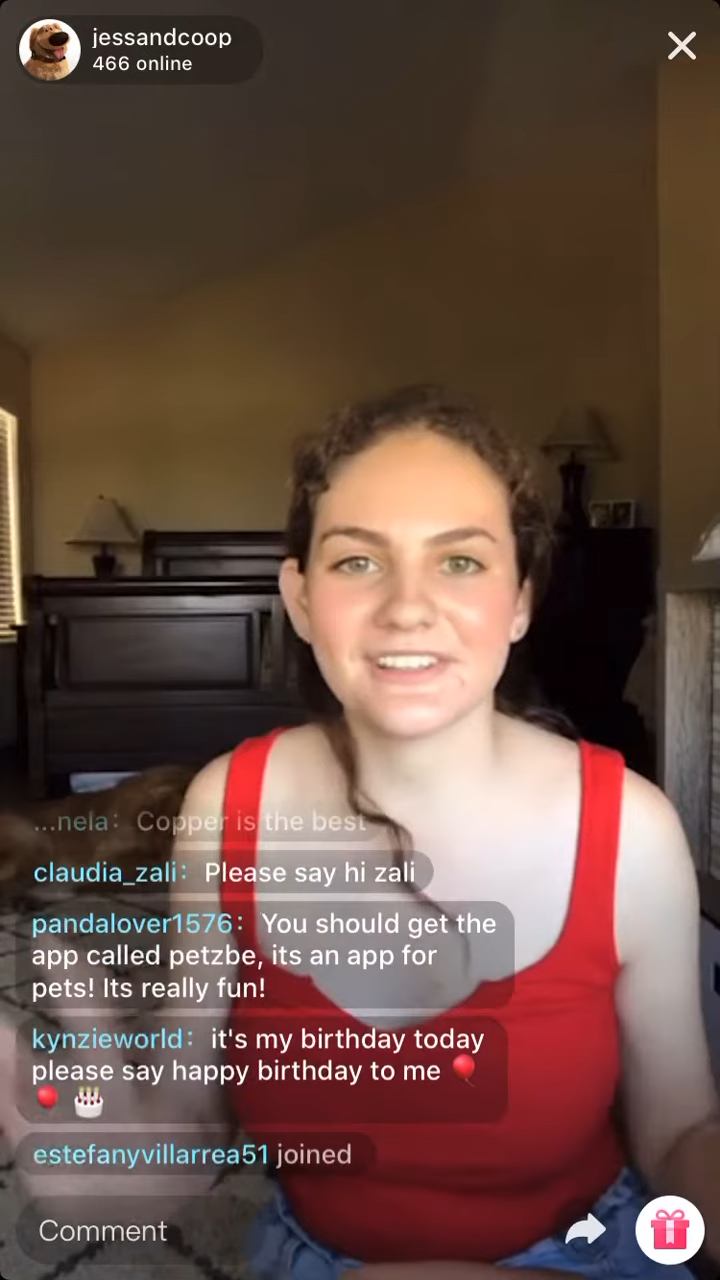 jessandcoop
466 online
...nela: Copper is the best
claudia_zali: Please say hi zali
pandalover1576: You should get the
app called petzbe, its an app for
pets! Its really fun!
kynzieworld: it's my birthday today
please say happy birthday to me 🎈
🎈 🎂
estefanyvillarrea51 joined
Comment